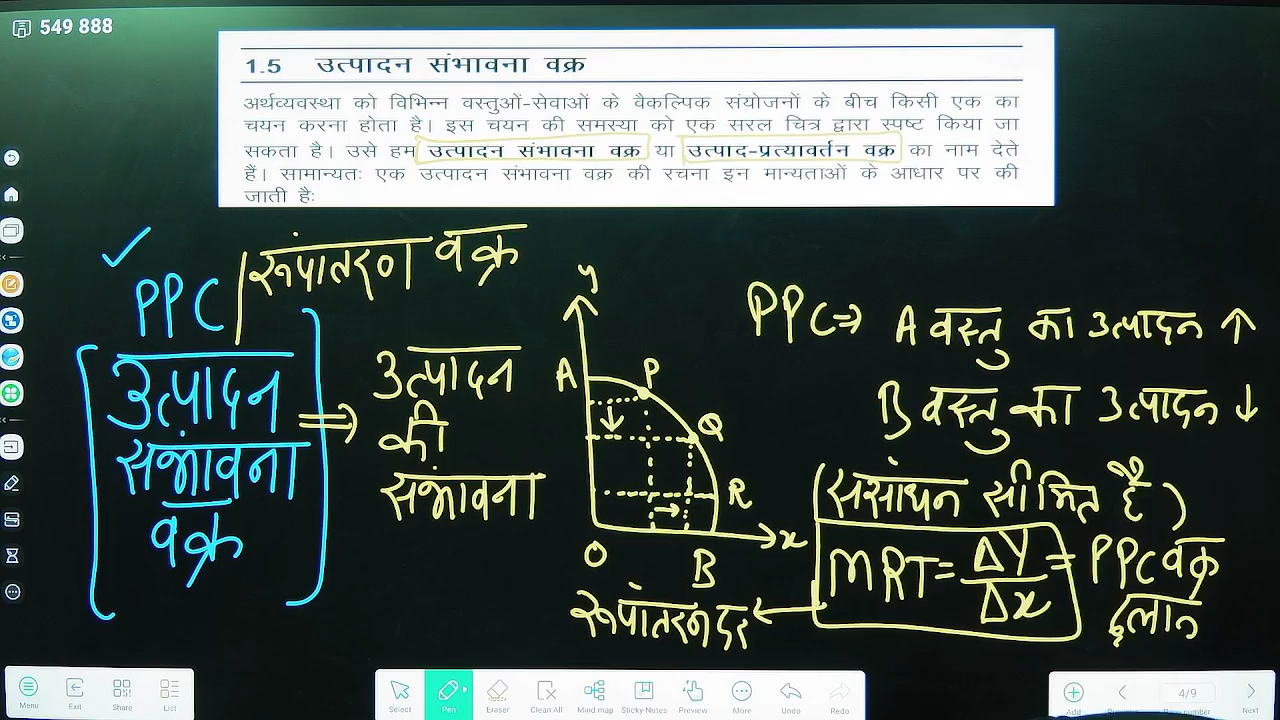 549 888
1.5 उत्पादन संभावना वक्र
अर्थव्यवस्था को विभिन्न वस्तुओं-सेवाओं के वैकल्पिक संयोजनों के बीच किसी एक का
चयन करना होता है। इस चयन की समस्या को एक सरल चित्र द्वारा स्पष्ट किया जा
सकता है। उसे हम उत्पादन संभावना वक्र या उत्पाद-प्रत्यावर्तन वक्र का नाम देते
हैं। सामान्यतः एक उत्पादन संभावना वक्र की रचना इन मान्यताओं के आधार पर की
जाती हैः
PPC | रूपातरण वक्र
उत्पादन
संभावना
वक्र
⇒ उत्पादन
की
संभावना
y
A
P
Q
R
O
B
x
PPC⇒ A वस्तु का उत्पादन ↑
B वस्तु का उत्पादन ↓
(संसाधन सीमित है)
MRT = ΔY/Δx = PPC वक्र
ढलान
रूपांतरण दर ←
Menu Exit Share List
Select Pen Eraser Clean All Mind map Sticky-Notes Preview More Undo Redo
4/9
Add Next